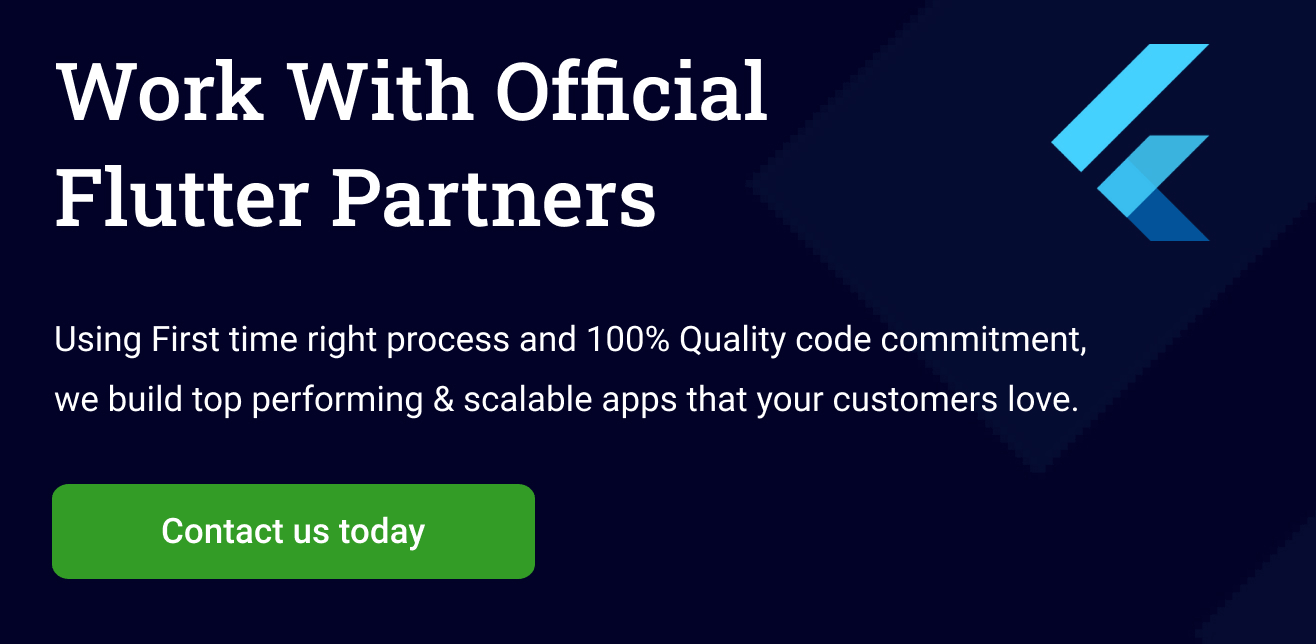 Work With Official
Flutter Partners
Using First time right process and 100% Quality code commitment,
we build top performing & scalable apps that your customers love.
Contact us today